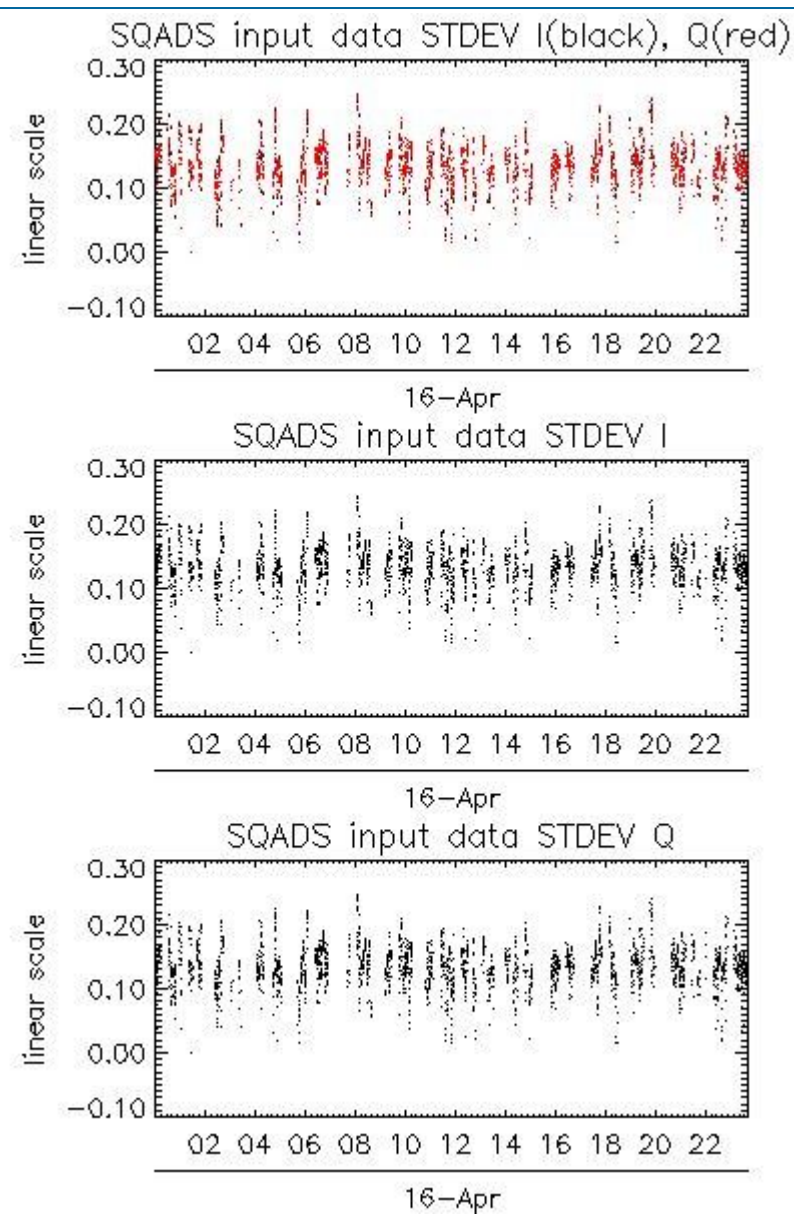 SQADS input data STDEV I(black), Q(red)
0.30
0.20
0.10
0.00
−0.10
linear scale
02 04 06 08 10 12 14 16 18 20 22
16−Apr
SQADS input data STDEV I
0.30
0.20
0.10
0.00
−0.10
linear scale
02 04 06 08 10 12 14 16 18 20 22
16−Apr
SQADS input data STDEV Q
0.30
0.20
0.10
0.00
−0.10
linear scale
02 04 06 08 10 12 14 16 18 20 22
16−Apr